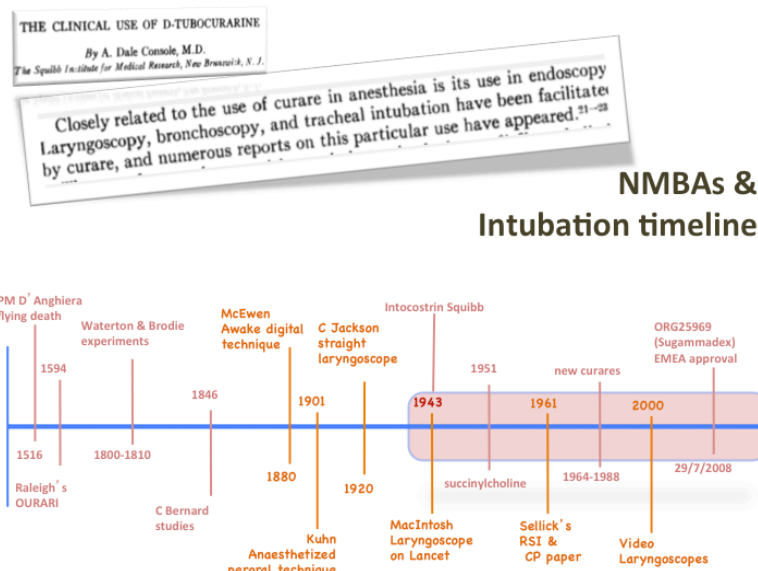 THE CLINICAL USE OF D-TUBOCURARINE
By A. Dale Console, M.D.
The Squibb Institute for Medical Research, New Brunswick, N. J.
Closely related to the use of curare in anesthesia is its use in endoscopy
Laryngoscopy, bronchoscopy, and tracheal intubation have been facilitate
by curare, and numerous reports on this particular use have appeared.21-23
NMBAs &
Intubation timeline
PM D'Anghiera
flying death
1516
1594
Raleigh's
OURARI
Waterton & Brodie
experiments
1800-1810
1846
C Bernard
studies
McEwen
Awake digital
technique
1880
1901
Kuhn
Anaesthetized
peroral technique
C Jackson
straight
laryngoscope
1920
Intocostrin Squibb
1943
MacIntosh
Laryngoscope
on Lancet
1951
succinylcholine
1961
Sellick's
RSI &
CP paper
new curares
1964-1988
2000
Video
Laryngoscopes
ORG25969
(Sugammadex)
EMEA approval
29/7/2008